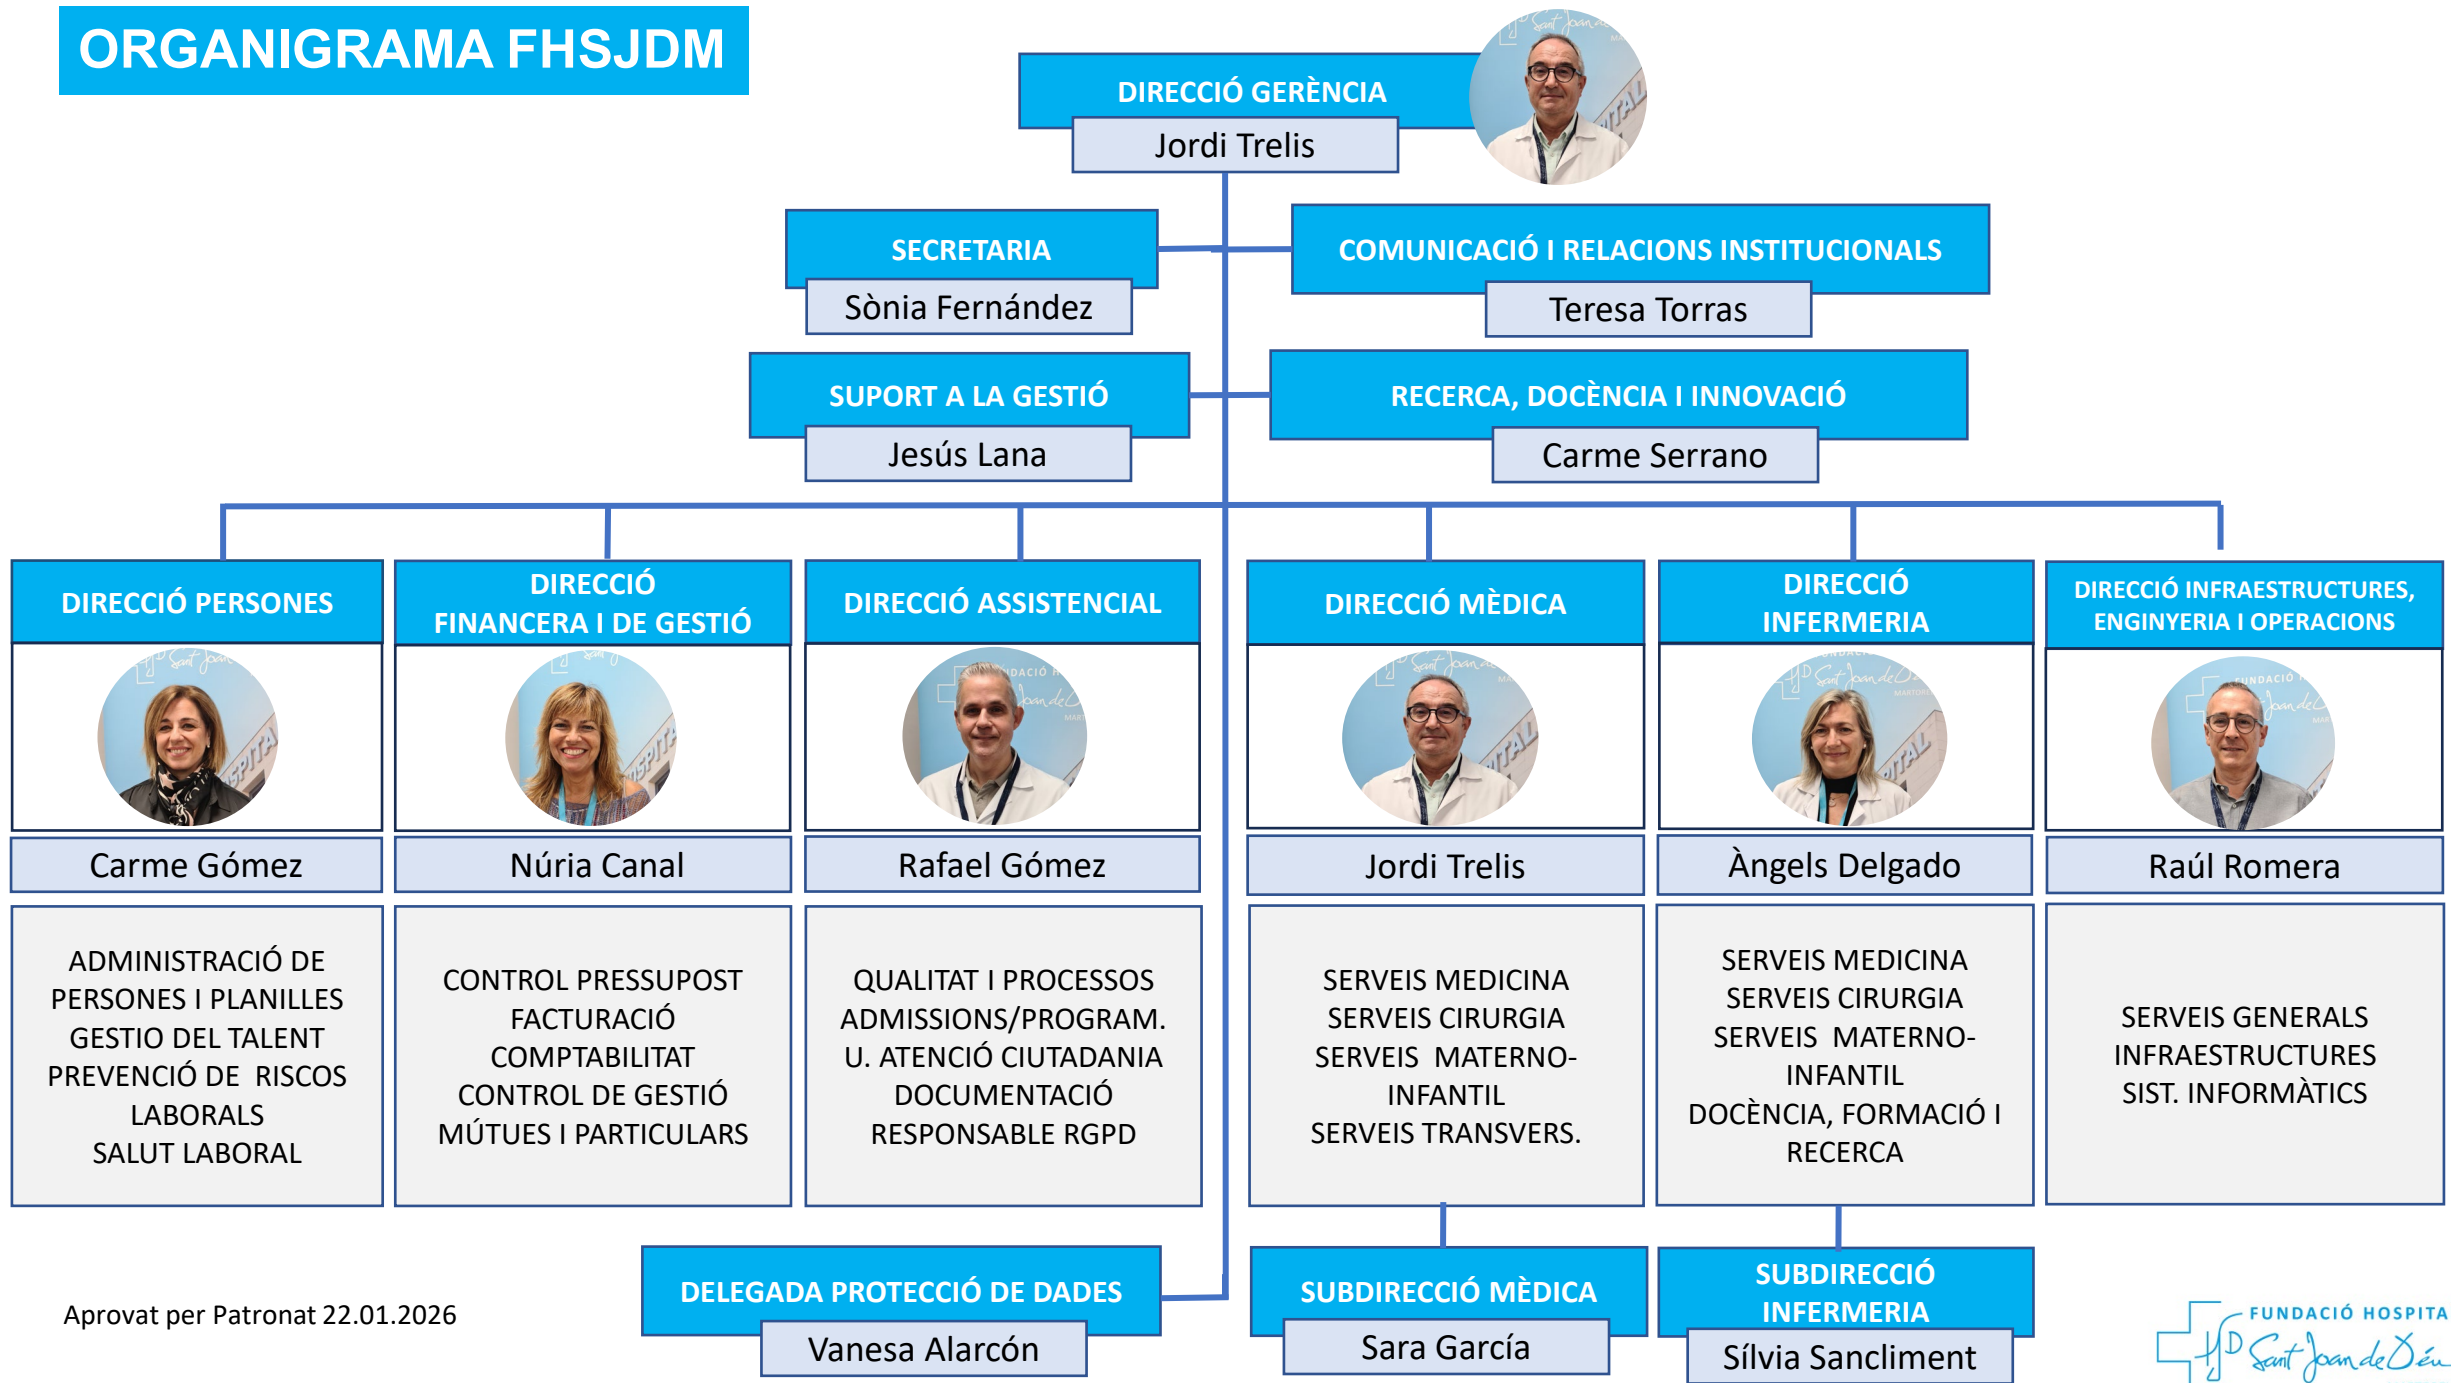 ORGANIGRAMA FHSJDM
DIRECCIÓ GERÈNCIA
Jordi Trelis
SECRETARIA
Sònia Fernández
COMUNICACIÓ I RELACIONS INSTITUCIONALS
Teresa Torras
SUPORT A LA GESTIÓ
Jesús Lana
RECERCA, DOCÈNCIA I INNOVACIÓ
Carme Serrano
DIRECCIÓ PERSONES
Carme Gómez
ADMINISTRACIÓ DE
PERSONES I PLANILLES
GESTIO DEL TALENT
PREVENCIÓ DE RISCOS
LABORALS
SALUT LABORAL
DIRECCIÓ
FINANCERA I DE GESTIÓ
Núria Canal
CONTROL PRESSUPOST
FACTURACIÓ
COMPTABILITAT
CONTROL DE GESTIÓ
MÚTUES I PARTICULARS
DIRECCIÓ ASSISTENCIAL
Rafael Gómez
QUALITAT I PROCESSOS
ADMISSIONS/PROGRAM.
U. ATENCIÓ CIUTADANIA
DOCUMENTACIÓ
RESPONSABLE RGPD
DIRECCIÓ MÈDICA
Jordi Trelis
SERVEIS MEDICINA
SERVEIS CIRURGIA
SERVEIS MATERNO-
INFANTIL
SERVEIS TRANSVERS.
DIRECCIÓ
INFERMERIA
Àngels Delgado
SERVEIS MEDICINA
SERVEIS CIRURGIA
SERVEIS MATERNO-
INFANTIL
DOCÈNCIA, FORMACIÓ I
RECERCA
DIRECCIÓ INFRAESTRUCTURES,
ENGINYERIA I OPERACIONS
Raúl Romera
SERVEIS GENERALS
INFRAESTRUCTURES
SIST. INFORMÀTICS
DELEGADA PROTECCIÓ DE DADES
Vanesa Alarcón
SUBDIRECCIÓ MÈDICA
Sara García
SUBDIRECCIÓ
INFERMERIA
Sílvia Sancliment
Aprovat per Patronat 22.01.2026
FUNDACIÓ HOSPITA
Sant Joan de Déu